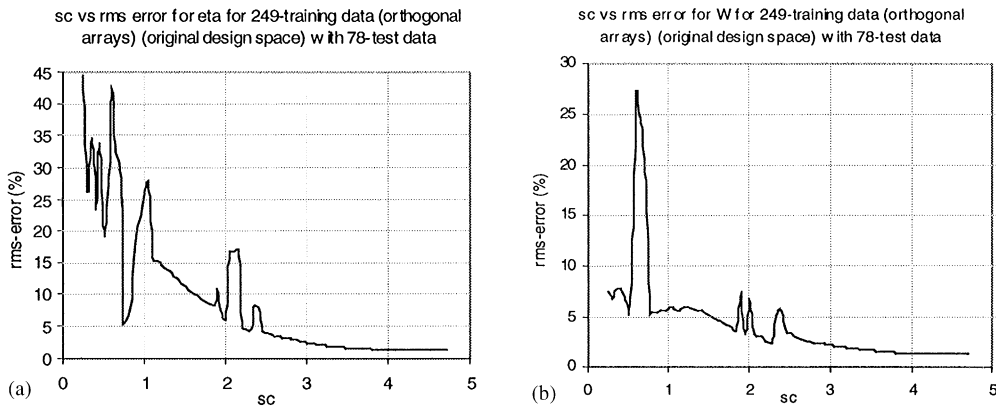 sc vs rms error for eta for 249-training data (orthogonal
arrays) (original design space) with 78-test data
45
40
35
30
25
20
15
10
5
0
rms-error (%)
0 1 2 3 4 5
sc
(a)
sc vs rms error for W for 249-training data (orthogonal
arrays) (original design space) with 78-test data
30
25
20
15
10
5
0
rms-error (%)
0 1 2 3 4 5
sc
(b)